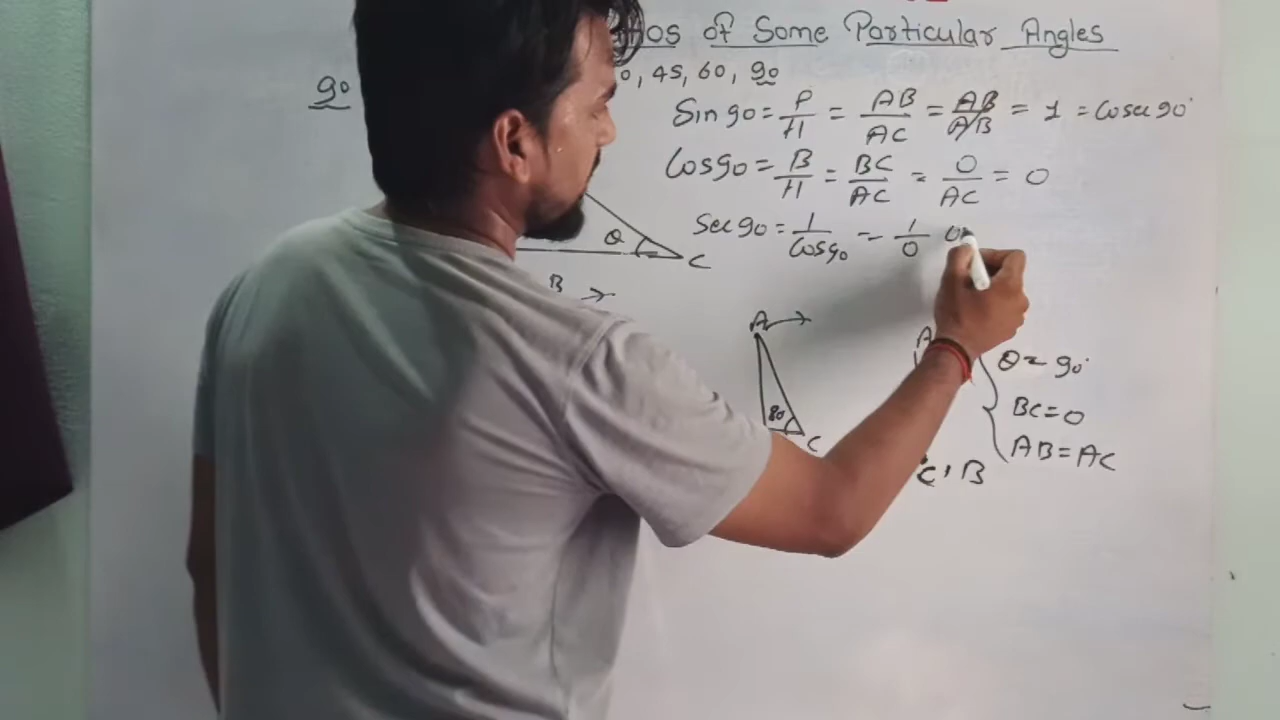 of Some Particular Angles
90
0, 45, 60, 90
Sin 90 = P/H = AB/AC = AB/AB = 1 = Cosec 90°
Cos 90 = B/H = BC/AC = 0/AC = 0
Sec 90 = 1/Cos 90 = 1/0
θ
C
B
A
80
C
A
θ = 90°
BC = 0
AB = AC
C, B